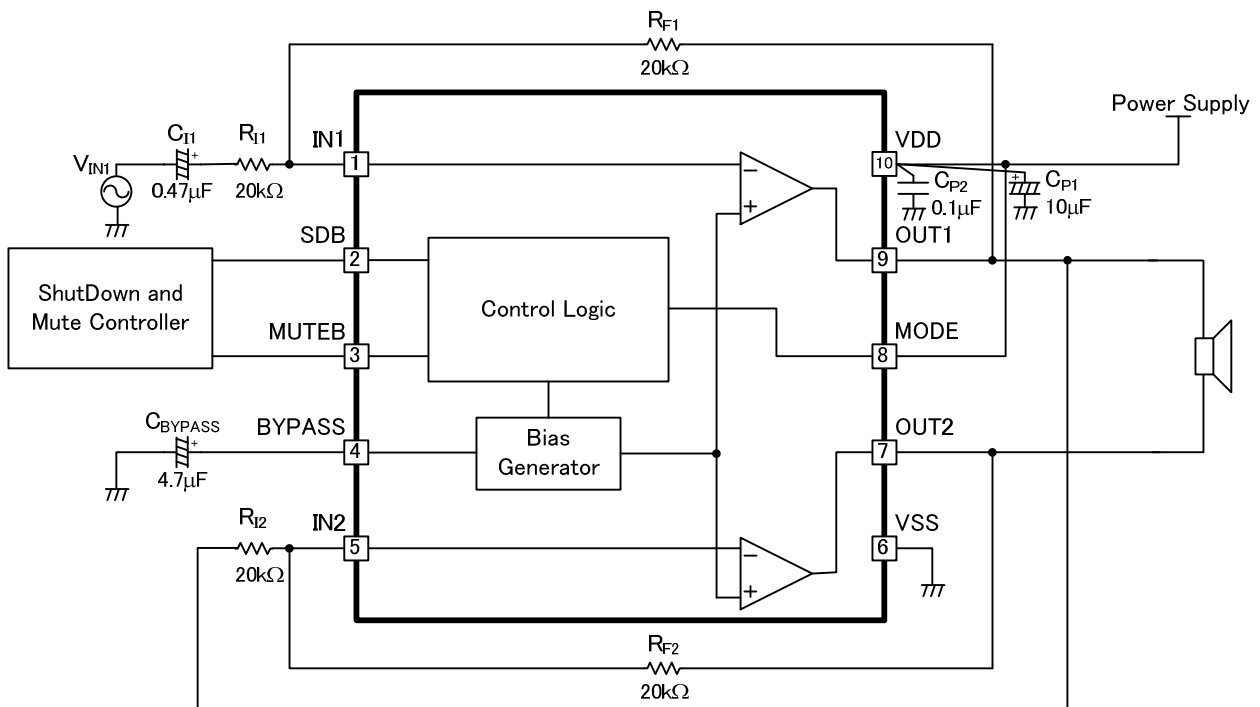 RF1
20kΩ
Power Supply
CI1
RI1
IN1
VDD
VIN1
+
1
10
0.47μF
20kΩ
−
+
CP2
0.1μF
+
CP1
10μF
SDB
OUT1
2
9
ShutDown and
Mute Controller
Control Logic
MUTEB
MODE
3
8
CBYPASS
BYPASS
OUT2
+
4
7
4.7μF
Bias
Generator
RI2
IN2
VSS
5
6
20kΩ
−
+
RF2
20kΩ